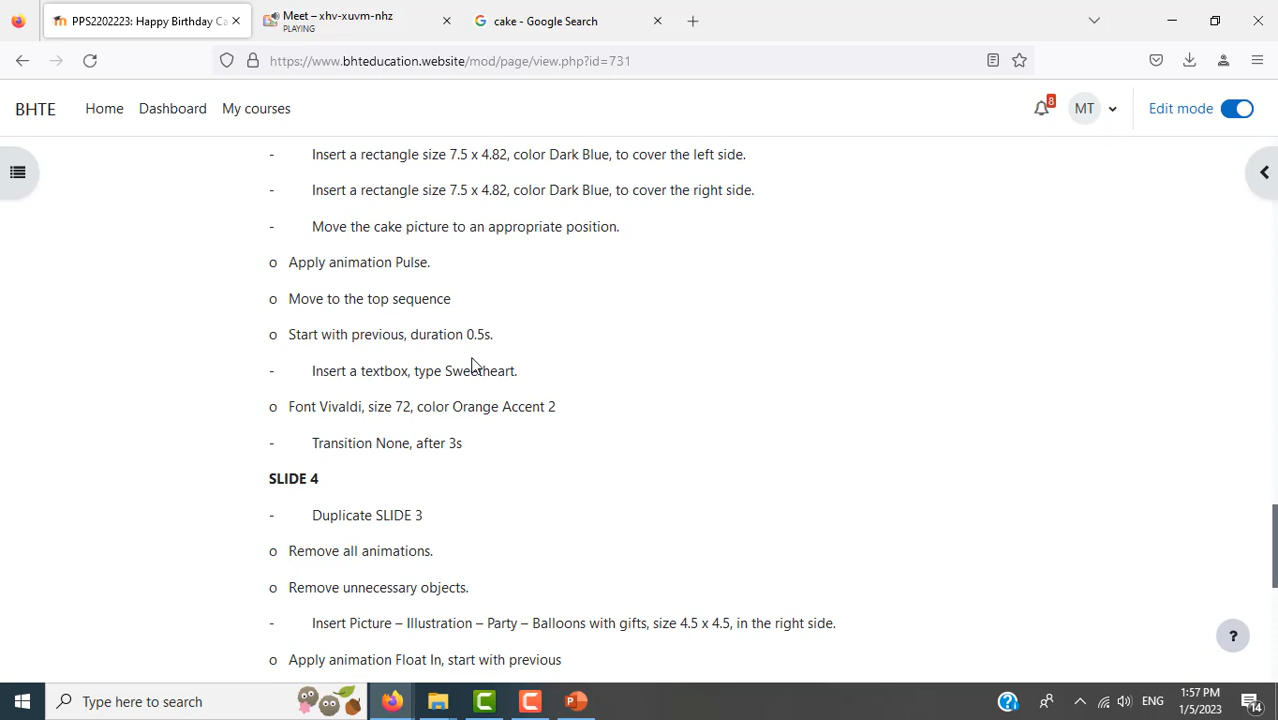 PPS2202223: Happy Birthday Ca
Meet – xhv-xuvm-nhz
PLAYING
cake - Google Search
https://www.bhteducation.website/mod/page/view.php?id=731
BHTE Home Dashboard My courses
8
MT
Edit mode
- Insert a rectangle size 7.5 x 4.82, color Dark Blue, to cover the left side.
- Insert a rectangle size 7.5 x 4.82, color Dark Blue, to cover the right side.
- Move the cake picture to an appropriate position.
o Apply animation Pulse.
o Move to the top sequence
o Start with previous, duration 0.5s.
- Insert a textbox, type Sweetheart.
o Font Vivaldi, size 72, color Orange Accent 2
- Transition None, after 3s
SLIDE 4
- Duplicate SLIDE 3
o Remove all animations.
o Remove unnecessary objects.
- Insert Picture – Illustration – Party – Balloons with gifts, size 4.5 x 4.5, in the right side.
o Apply animation Float In, start with previous
?
Type here to search
ENG
1:57 PM
1/5/2023
14